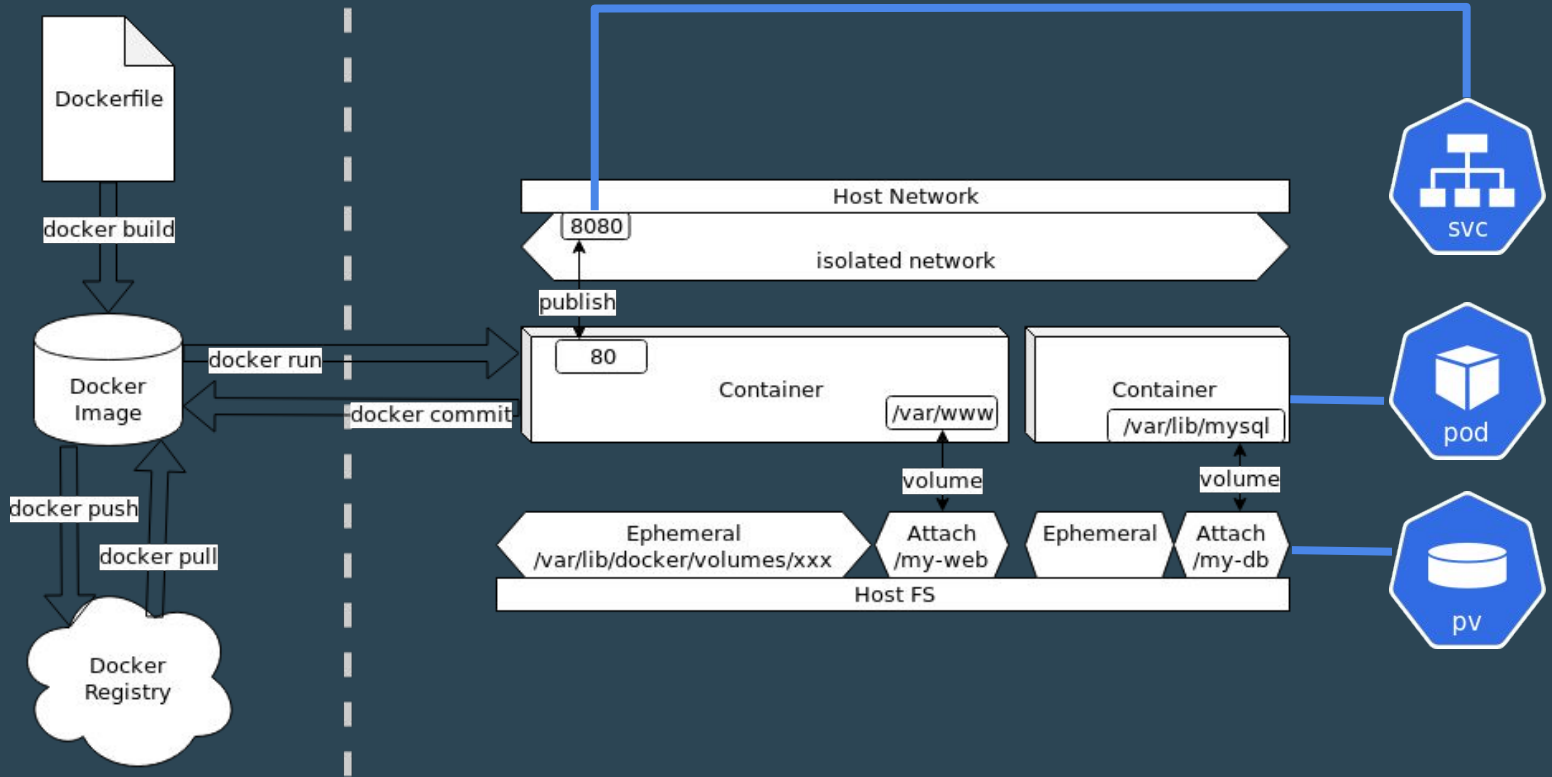 Dockerfile
docker build
Docker
Image
docker run
docker commit
docker push
docker pull
Docker
Registry
Host Network
8080
isolated network
publish
80
Container
/var/www
Container
/var/lib/mysql
volume
volume
Ephemeral
/var/lib/docker/volumes/xxx
Attach
/my-web
Ephemeral
Attach
/my-db
Host FS
svc
pod
pv